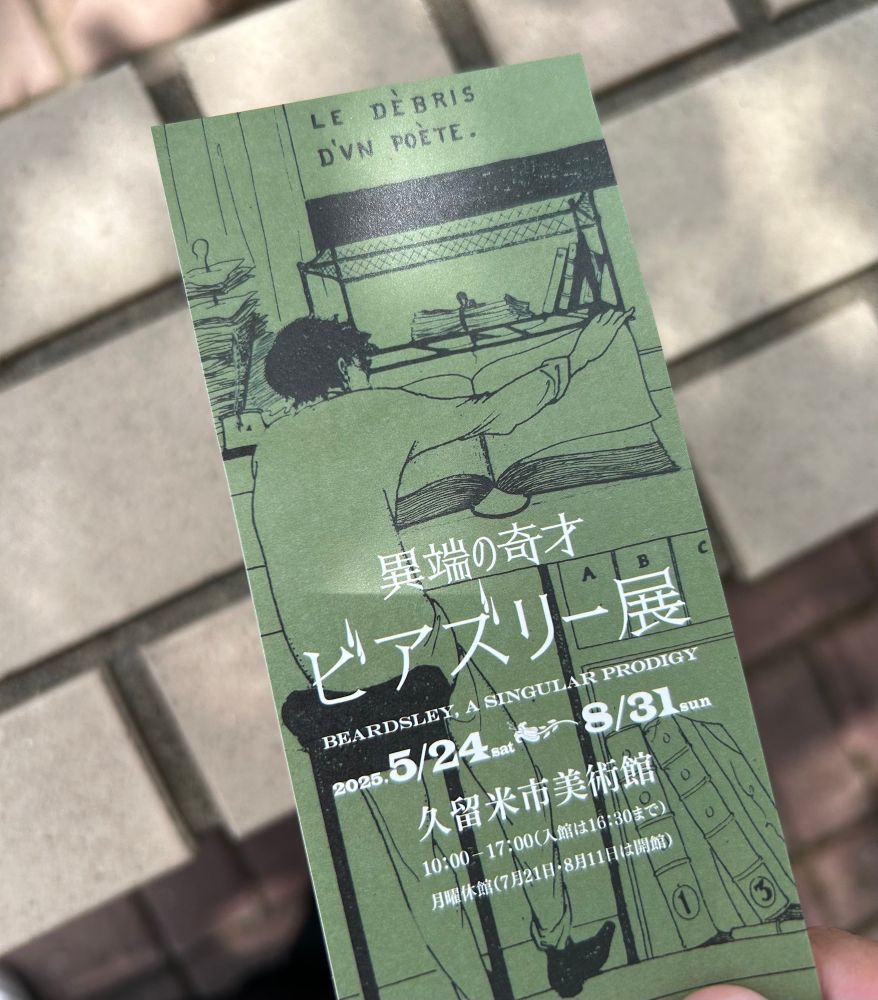 LE DÈBRIS
D'VN POÈTE.
A B C
異端の奇才
ビアズリー展
BEARDSLEY, A SINGULAR PRODIGY
2025.5/24sat 8/31sun
久留米市美術館
10:00－17:00(入館は16:30まで)
月曜休館(7月21日・8月11日は開館)
1 3